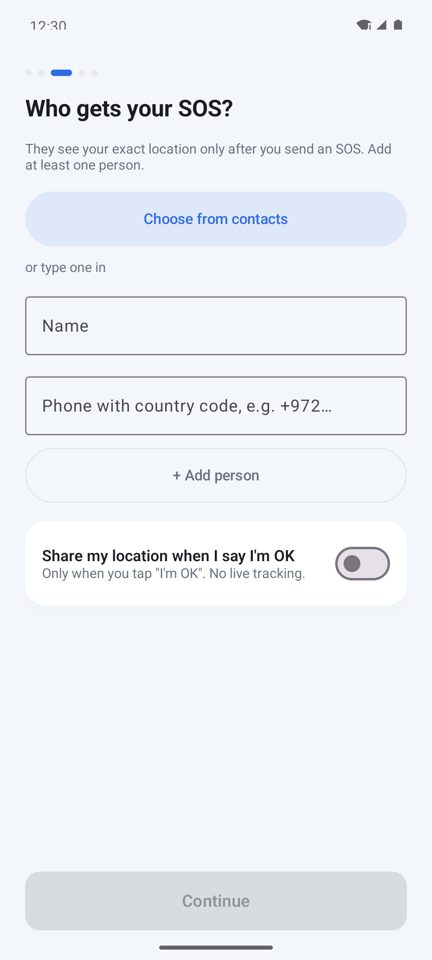 12:30
Who gets your SOS?
They see your exact location only after you send an SOS. Add
at least one person.
Choose from contacts
or type one in
Name
Phone with country code, e.g. +972…
+ Add person
Share my location when I say I'm OK
Only when you tap "I'm OK". No live tracking.
Continue